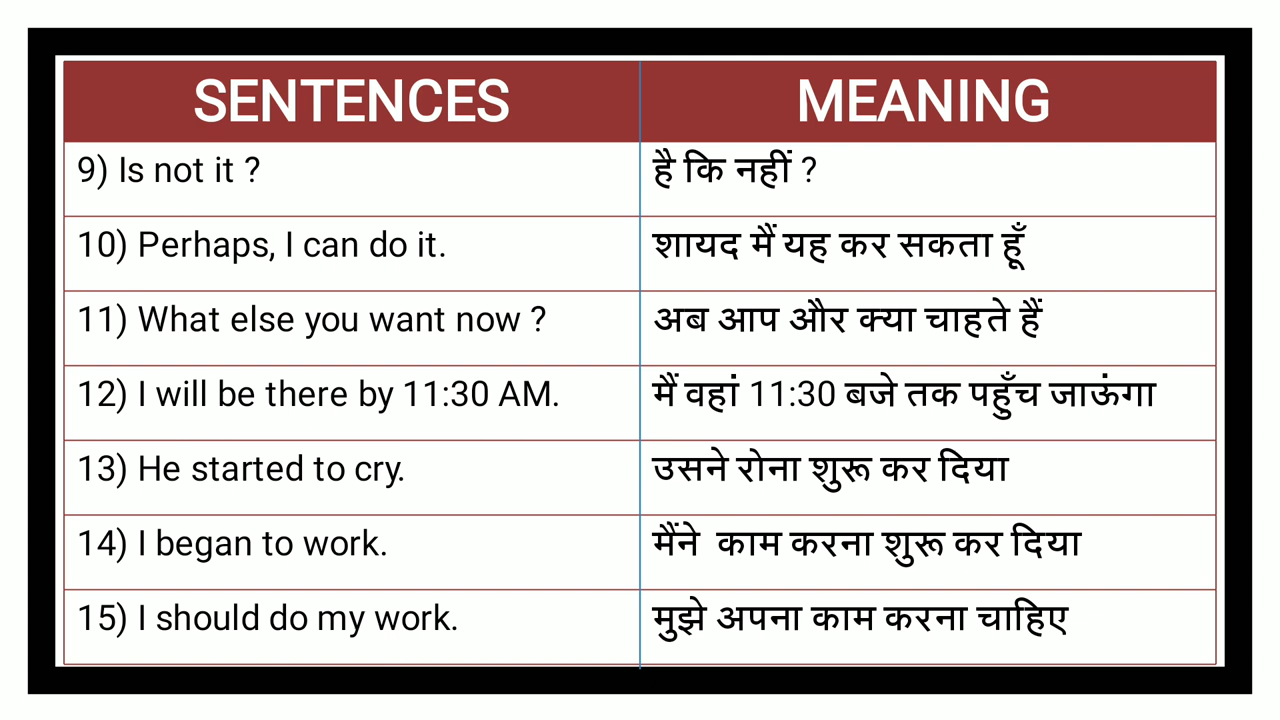 SENTENCES MEANING
9) Is not it ? है कि नहीं ?
10) Perhaps, I can do it. शायद मैं यह कर सकता हूँ
11) What else you want now ? अब आप और क्या चाहते हैं
12) I will be there by 11:30 AM. मैं वहां 11:30 बजे तक पहुँच जाऊंगा
13) He started to cry. उसने रोना शुरू कर दिया
14) I began to work. मैंने  काम करना शुरू कर दिया
15) I should do my work. मुझे अपना काम करना चाहिए